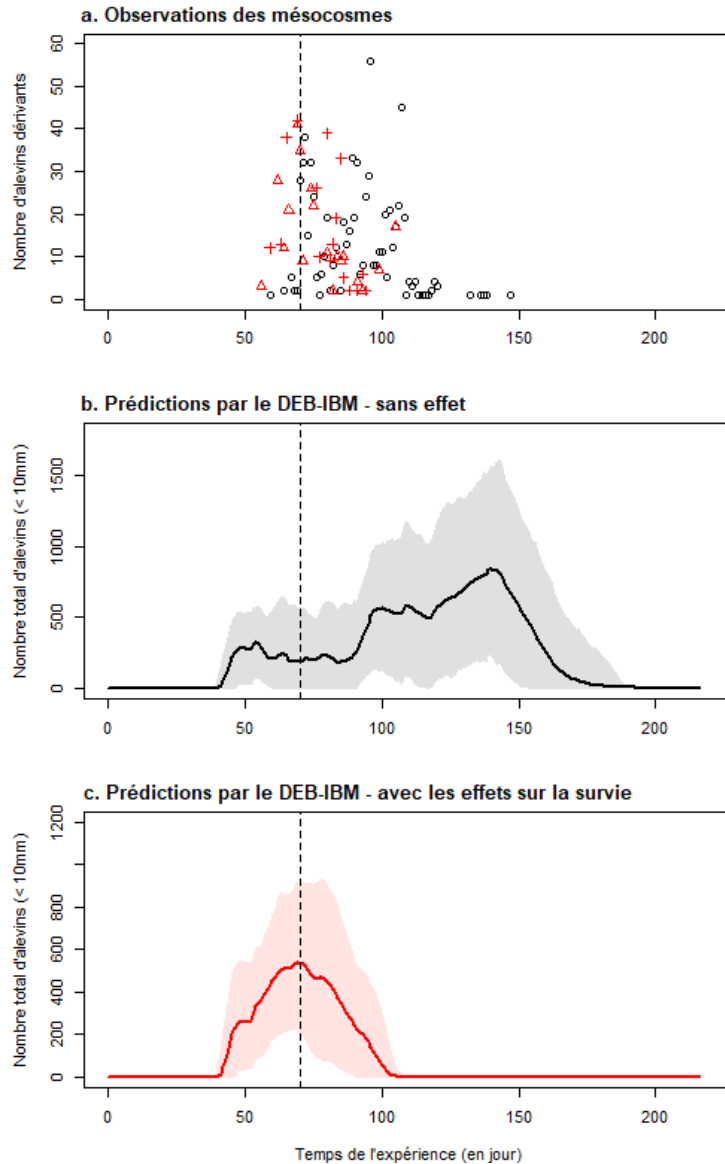 a. Observations des mésocosmes
Nombre d'alevins dérivants
60
50
40
30
20
10
0
0 50 100 150 200
b. Prédictions par le DEB-IBM - sans effet
Nombre total d'alevins (< 10mm)
1500
1000
500
0
0 50 100 150 200
c. Prédictions par le DEB-IBM - avec les effets sur la survie
Nombre total d'alevins (< 10mm)
1200
800
600
400
200
0
0 50 100 150 200
Temps de l'expérience (en jour)